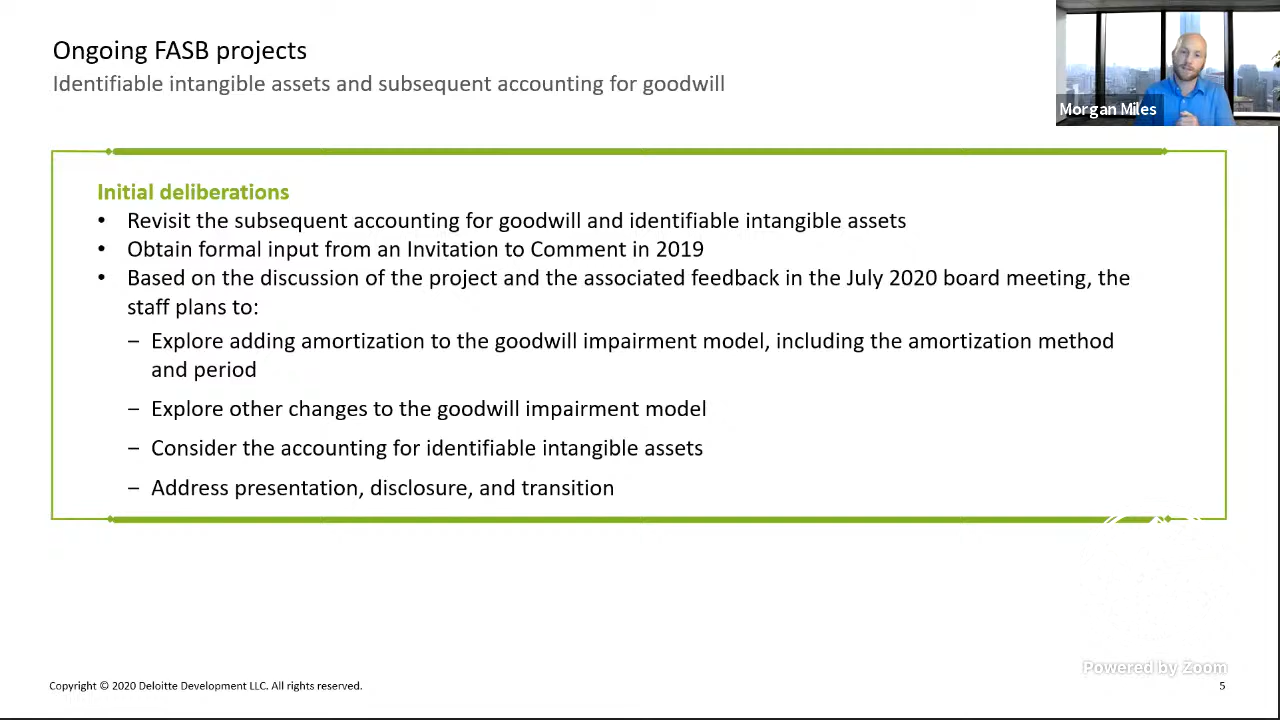 Ongoing FASB projects
Identifiable intangible assets and subsequent accounting for goodwill
Morgan Miles
Initial deliberations
• Revisit the subsequent accounting for goodwill and identifiable intangible assets
• Obtain formal input from an Invitation to Comment in 2019
• Based on the discussion of the project and the associated feedback in the July 2020 board meeting, the
staff plans to:
– Explore adding amortization to the goodwill impairment model, including the amortization method
and period
– Explore other changes to the goodwill impairment model
– Consider the accounting for identifiable intangible assets
– Address presentation, disclosure, and transition
Powered by Zoom
Copyright © 2020 Deloitte Development LLC. All rights reserved.
5